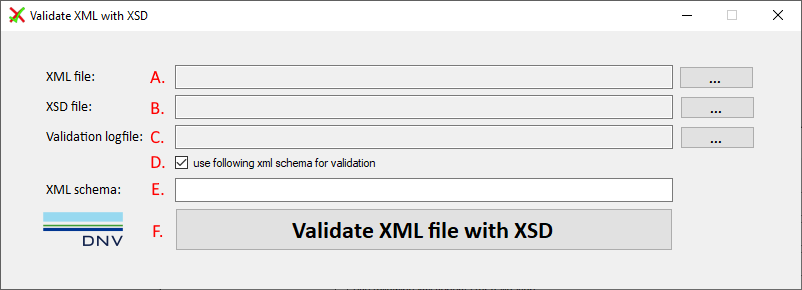 Validate XML with XSD
XML file: A. ...
XSD file: B. ...
Validation logfile: C. ...
D. use following xml schema for validation
XML schema: E.
DNV F. Validate XML file with XSD